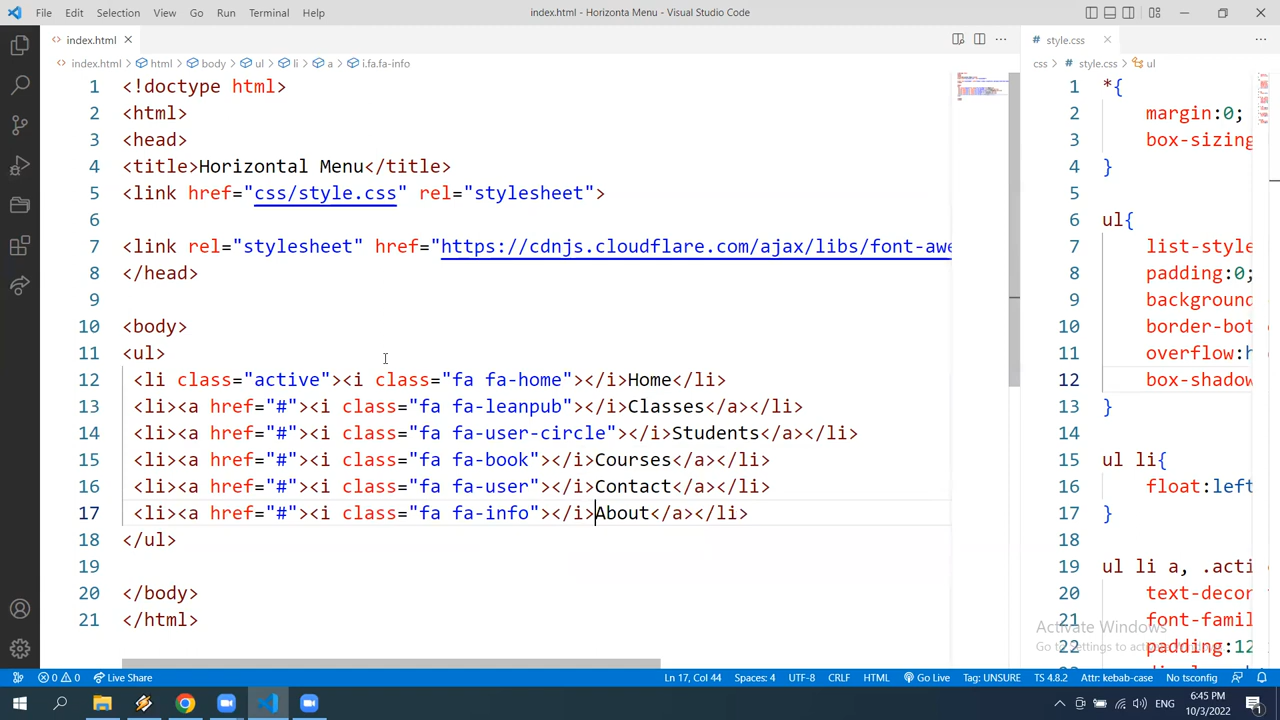 File Edit Selection View Go Run Terminal Help
index.html - Horizonta Menu - Visual Studio Code
index.html
index.html > html > body > ul > li > a > i.fa.fa-info
1 <!doctype html>
2 <html>
3 <head>
4 <title>Horizontal Menu</title>
5 <link href="css/style.css" rel="stylesheet">
6
7 <link rel="stylesheet" href="https://cdnjs.cloudflare.com/ajax/libs/font-awe
8 </head>
9
10 <body>
11 <ul>
12 <li class="active"><i class="fa fa-home"></i>Home</li>
13 <li><a href="#"><i class="fa fa-leanpub"></i>Classes</a></li>
14 <li><a href="#"><i class="fa fa-user-circle"></i>Students</a></li>
15 <li><a href="#"><i class="fa fa-book"></i>Courses</a></li>
16 <li><a href="#"><i class="fa fa-user"></i>Contact</a></li>
17 <li><a href="#"><i class="fa fa-info"></i>About</a></li>
18 </ul>
19
20 </body>
21 </html>
style.css
css > style.css > ul
1 *{
2 margin:0;
3 box-sizing
4 }
5
6 ul{
7 list-style
8 padding:0;
9 background
10 border-bot
11 overflow:h
12 box-shadow
13 }
14
15 ul li{
16 float:left
17 }
18
19 ul li a, .acti
20 text-decor
21 font-famil
22 padding:12
Activate Windows
Go to Settings to activate Windows.
0 0 Live Share
Ln 17, Col 44 Spaces: 4 UTF-8 CRLF HTML Go Live Tag: UNSURE TS 4.8.2 Attr: kebab-case No tsconfig
ENG
6:45 PM
10/3/2022
1